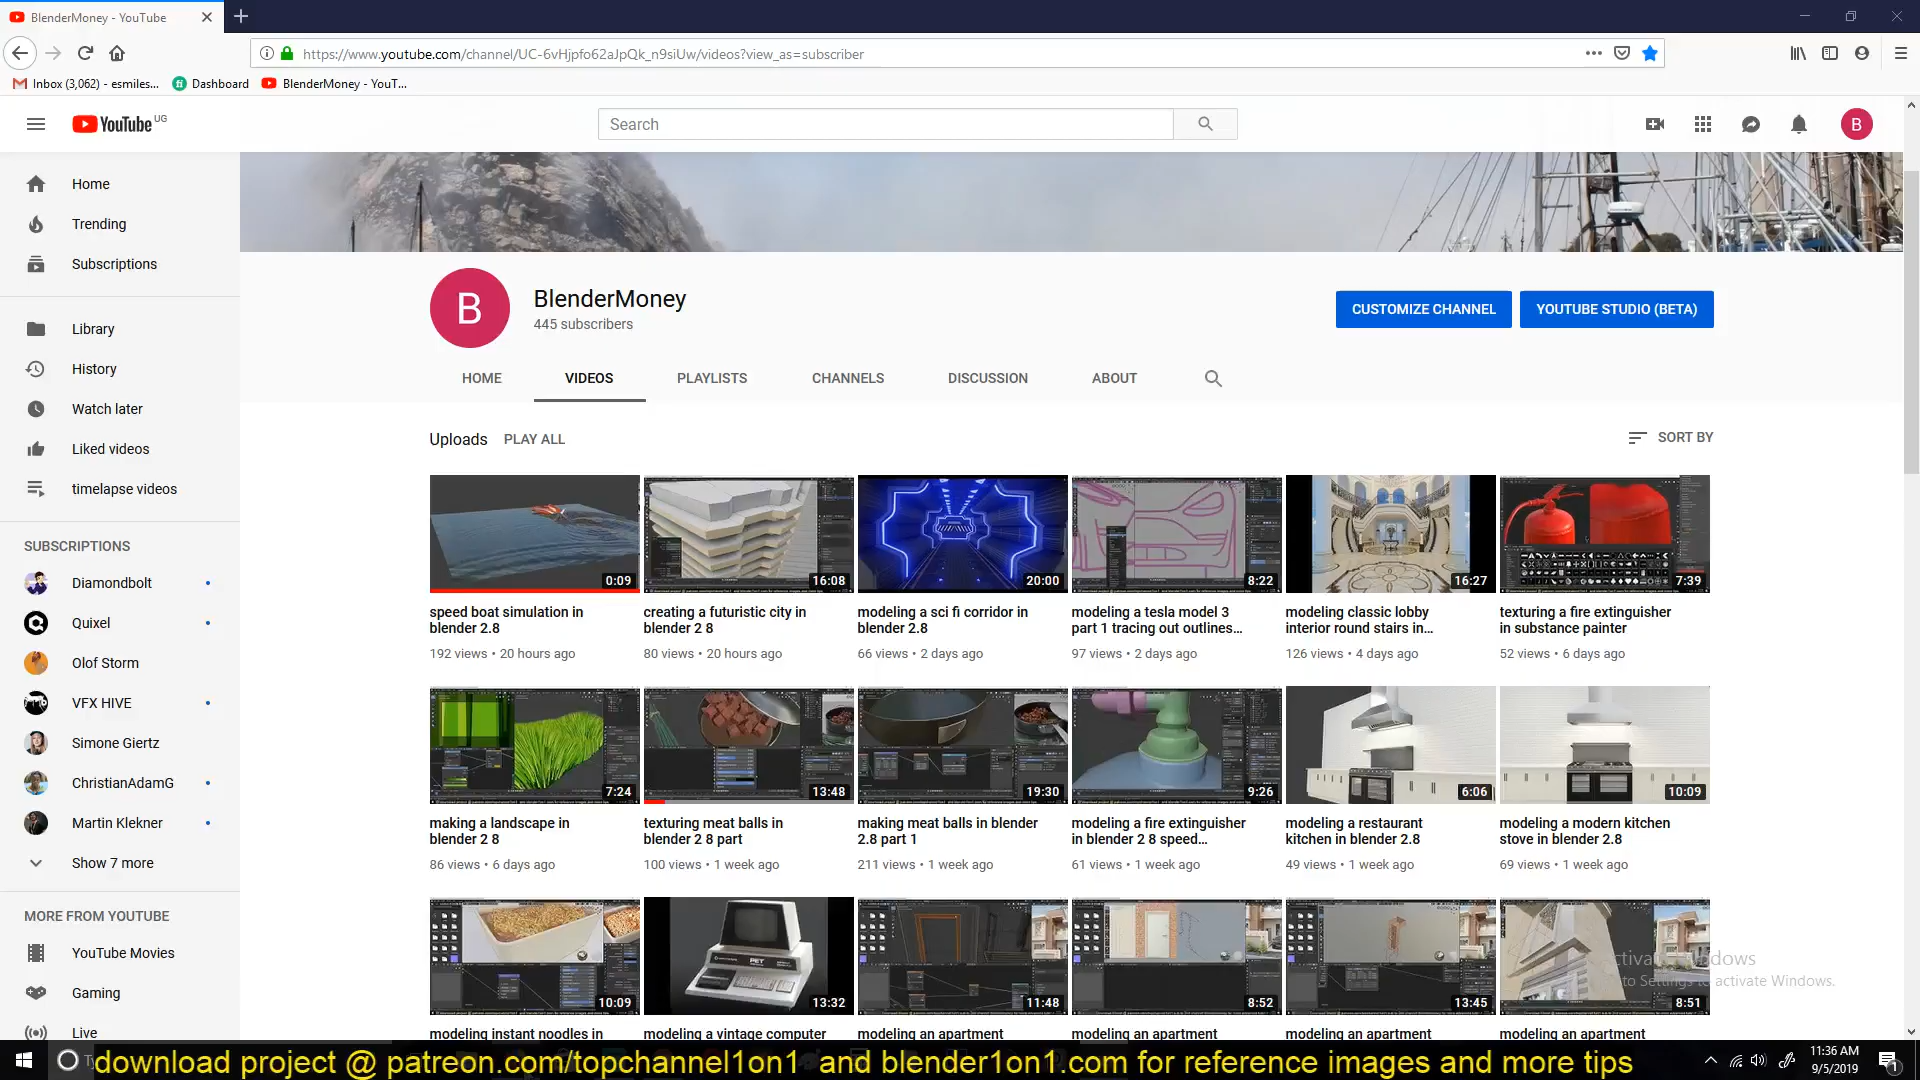 BlenderMoney - YouTube
https://www.youtube.com/channel/UC-6vHjpfo62aJpQk_n9siUw/videos?view_as=subscriber
Inbox (3,062) - esmiles... Dashboard BlenderMoney - YouT...
YouTube UG
Search
B
Home
Trending
Subscriptions
Library
History
Watch later
Liked videos
timelapse videos
SUBSCRIPTIONS
Diamondbolt
Quixel
Olof Storm
VFX HIVE
Simone Giertz
ChristianAdamG
Martin Klekner
Show 7 more
MORE FROM YOUTUBE
YouTube Movies
Gaming
Live
B
BlenderMoney
445 subscribers
CUSTOMIZE CHANNEL
YOUTUBE STUDIO (BETA)
HOME VIDEOS PLAYLISTS CHANNELS DISCUSSION ABOUT
Uploads PLAY ALL
SORT BY
0:09
speed boat simulation in
blender 2.8
192 views • 20 hours ago
16:08
creating a futuristic city in
blender 2 8
80 views • 20 hours ago
20:00
modeling a sci fi corridor in
blender 2.8
66 views • 2 days ago
8:22
modeling a tesla model 3
part 1 tracing out outlines...
97 views • 2 days ago
16:27
modeling classic lobby
interior round stairs in...
126 views • 4 days ago
7:39
texturing a fire extinguisher
in substance painter
52 views • 6 days ago
7:24
making a landscape in
blender 2 8
86 views • 6 days ago
13:48
texturing meat balls in
blender 2 8 part
100 views • 1 week ago
19:30
making meat balls in blender
2.8 part 1
211 views • 1 week ago
9:26
modeling a fire extinguisher
in blender 2 8 speed...
61 views • 1 week ago
6:06
modeling a restaurant
kitchen in blender 2.8
49 views • 1 week ago
10:09
modeling a modern kitchen
stove in blender 2.8
69 views • 1 week ago
10:09
modeling instant noodles in
PET
13:32
modeling a vintage computer
11:48
modeling an apartment
8:52
modeling an apartment
13:45
modeling an apartment
8:51
modeling an apartment
Activate Windows
to Settings to activate Windows.
download project @ patreon.com/topchannel1on1 and blender1on1.com for reference images and more tips
11:36 AM
9/5/2019
1